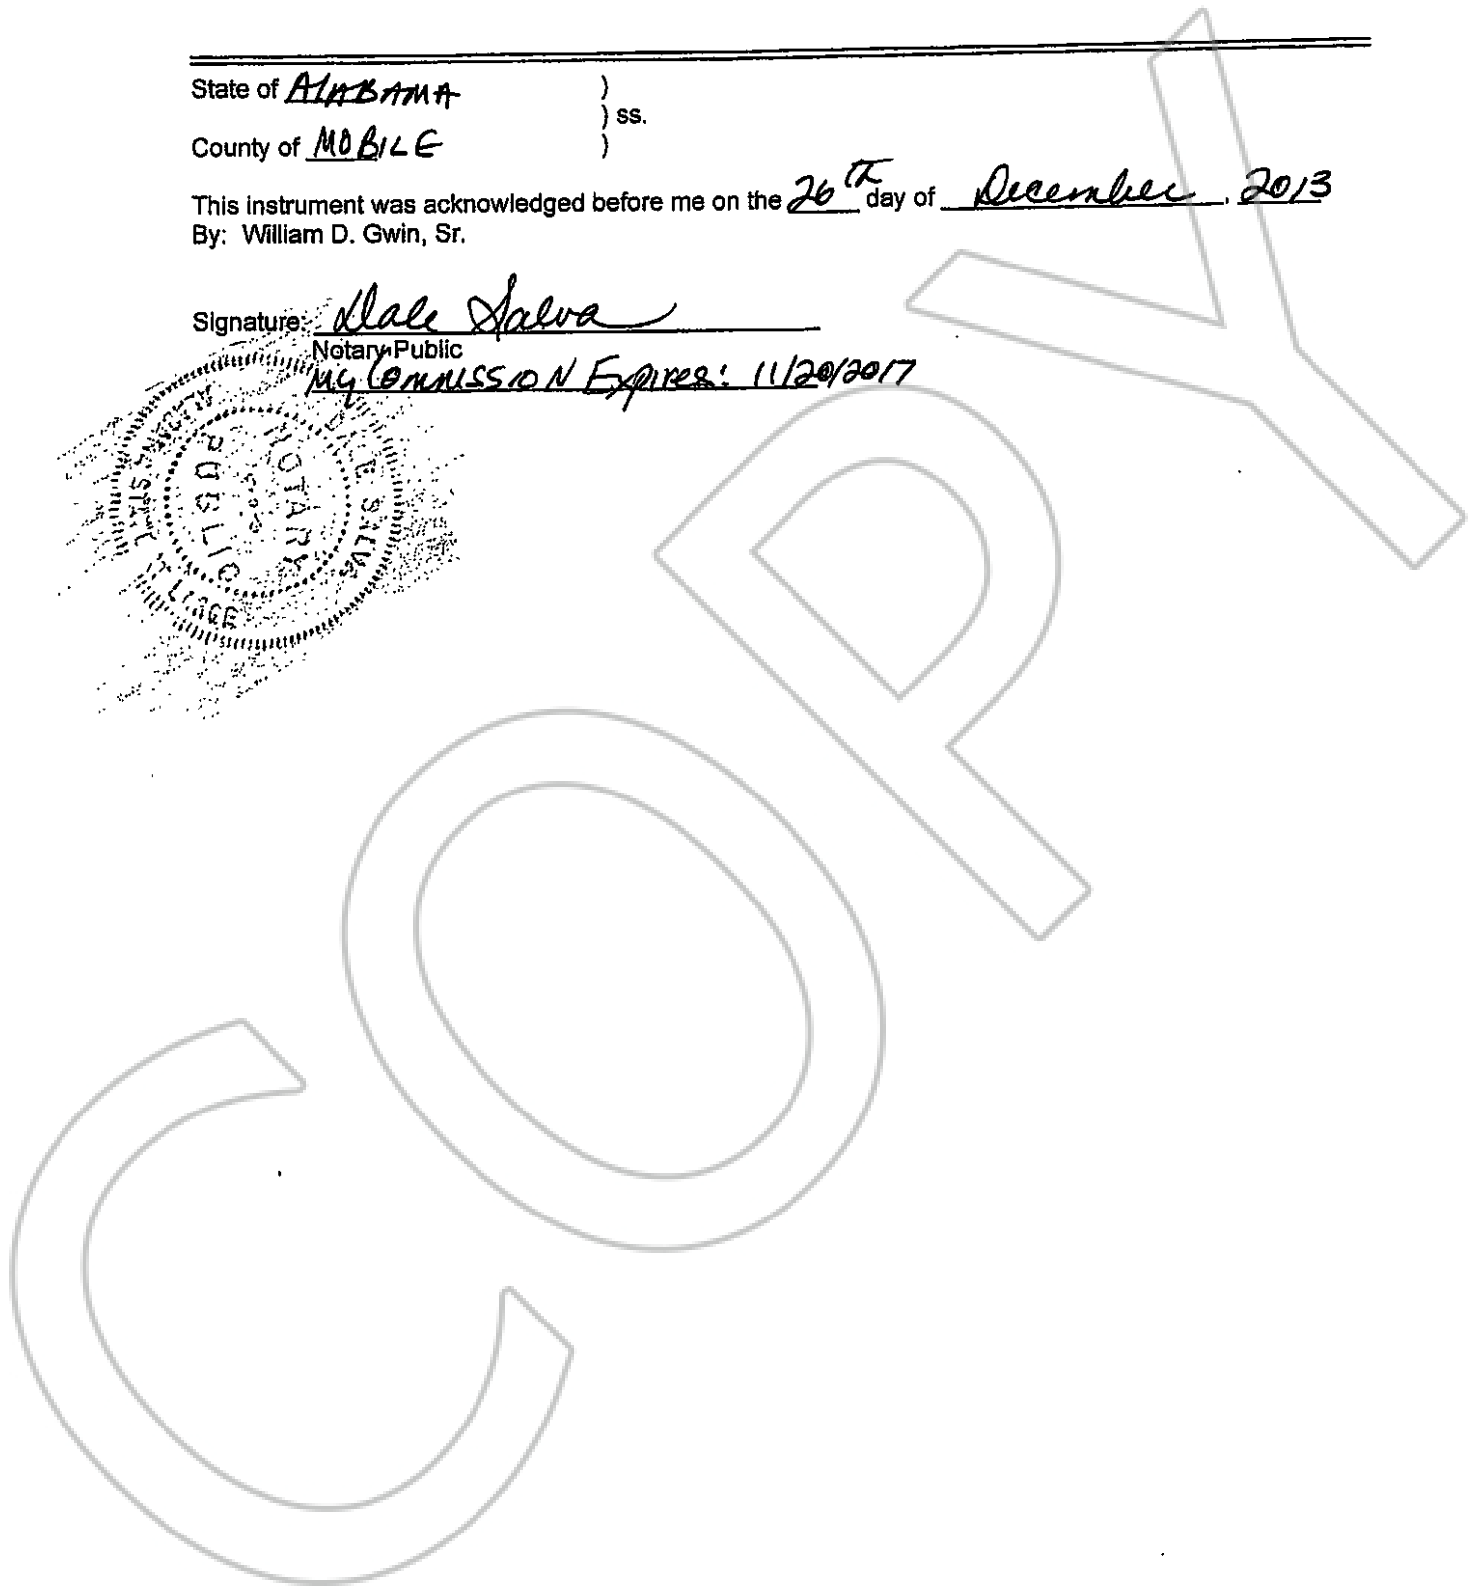 State of ALABAMA )
) ss.
County of MOBILE )
This instrument was acknowledged before me on the 26th day of December, 2013
By: William D. Gwin, Sr.
Signature: Dale Salva
Notary Public
My Commission Expires: 11/20/2017
NOTARY
PUBLIC
COPY